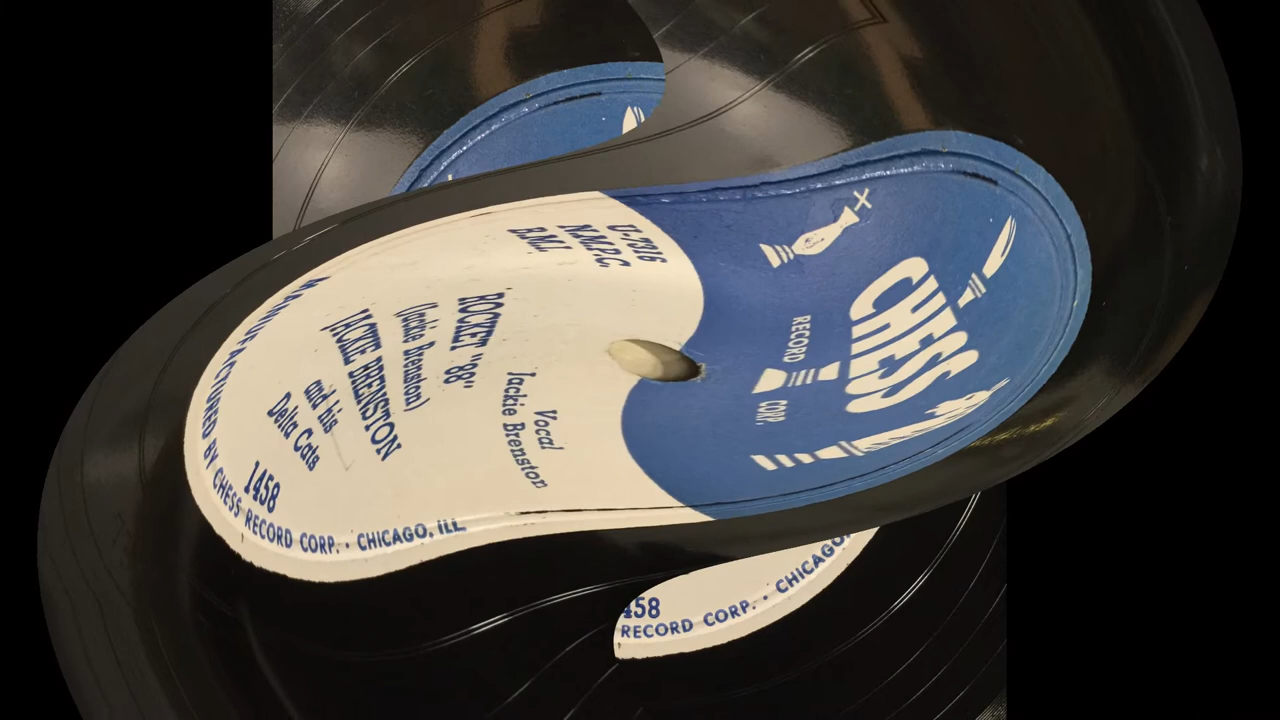 CHESS
RECORD CORP.
U-7316
N.M.P.C.
B.M.I.
Vocal
Jackie Brenston
ROCKET "88"
(Jackie Brenston)
JACKIE BRENSTON
and his
Delta Cats
1458
MANUFACTURED BY CHESS RECORD CORP. • CHICAGO, ILL.
458
RECORD CORP. • CHICAGO,